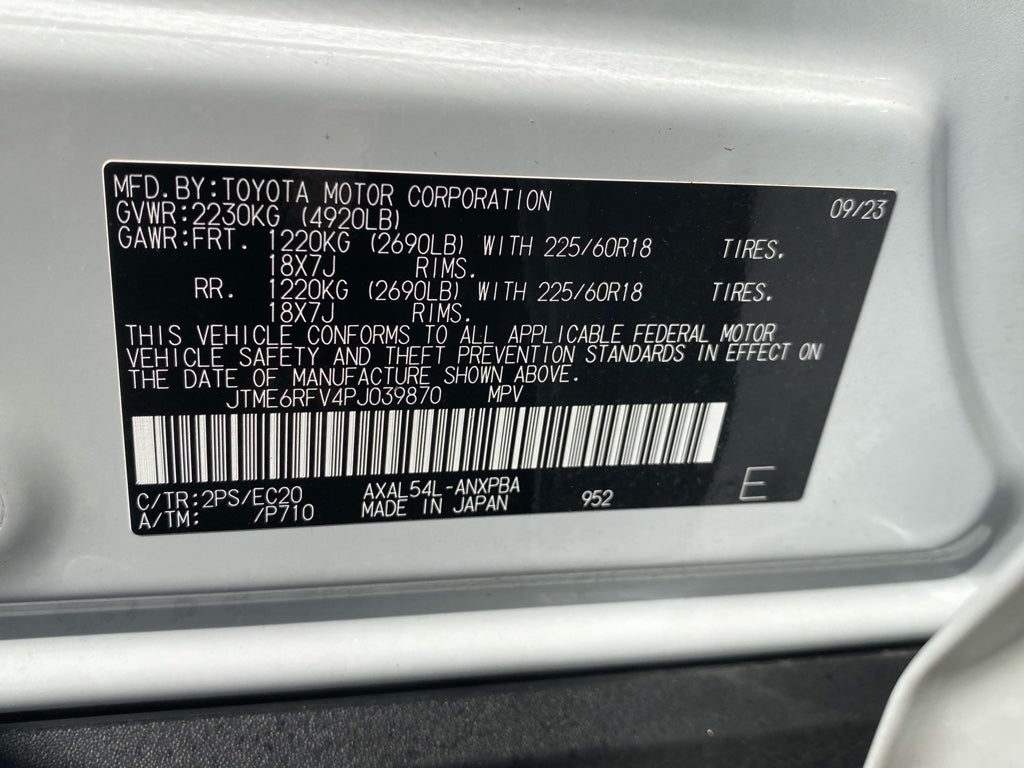 MFD.BY:TOYOTA MOTOR CORPORATION 09/23
GVWR:2230KG (4920LB)
GAWR:FRT. 1220KG (2690LB) WITH 225/60R18 TIRES.
18X7J RIMS.
RR. 1220KG (2690LB) WITH 225/60R18 TIRES.
18X7J RIMS.
THIS VEHICLE CONFORMS TO ALL APPLICABLE FEDERAL MOTOR
VEHICLE SAFETY AND THEFT PREVENTION STANDARDS IN EFFECT ON
THE DATE OF MANUFACTURE SHOWN ABOVE.
JTME6RFV4PJ039870 MPV
C/TR:2PS/EC20 AXAL54L-ANXPBA
A/TM: /P710 MADE IN JAPAN 952 E